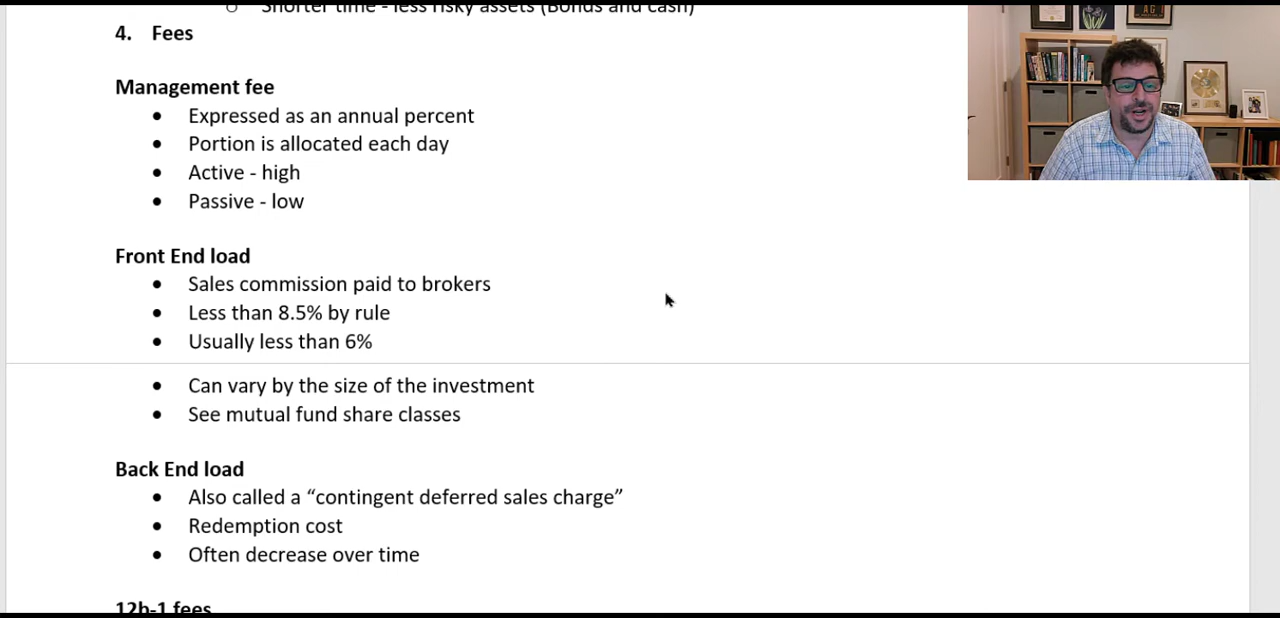 Shorter time - less risky assets (Bonds and cash)
4. Fees
Management fee
• Expressed as an annual percent
• Portion is allocated each day
• Active - high
• Passive - low
Front End load
• Sales commission paid to brokers
• Less than 8.5% by rule
• Usually less than 6%
• Can vary by the size of the investment
• See mutual fund share classes
Back End load
• Also called a “contingent deferred sales charge”
• Redemption cost
• Often decrease over time
12b-1 fees